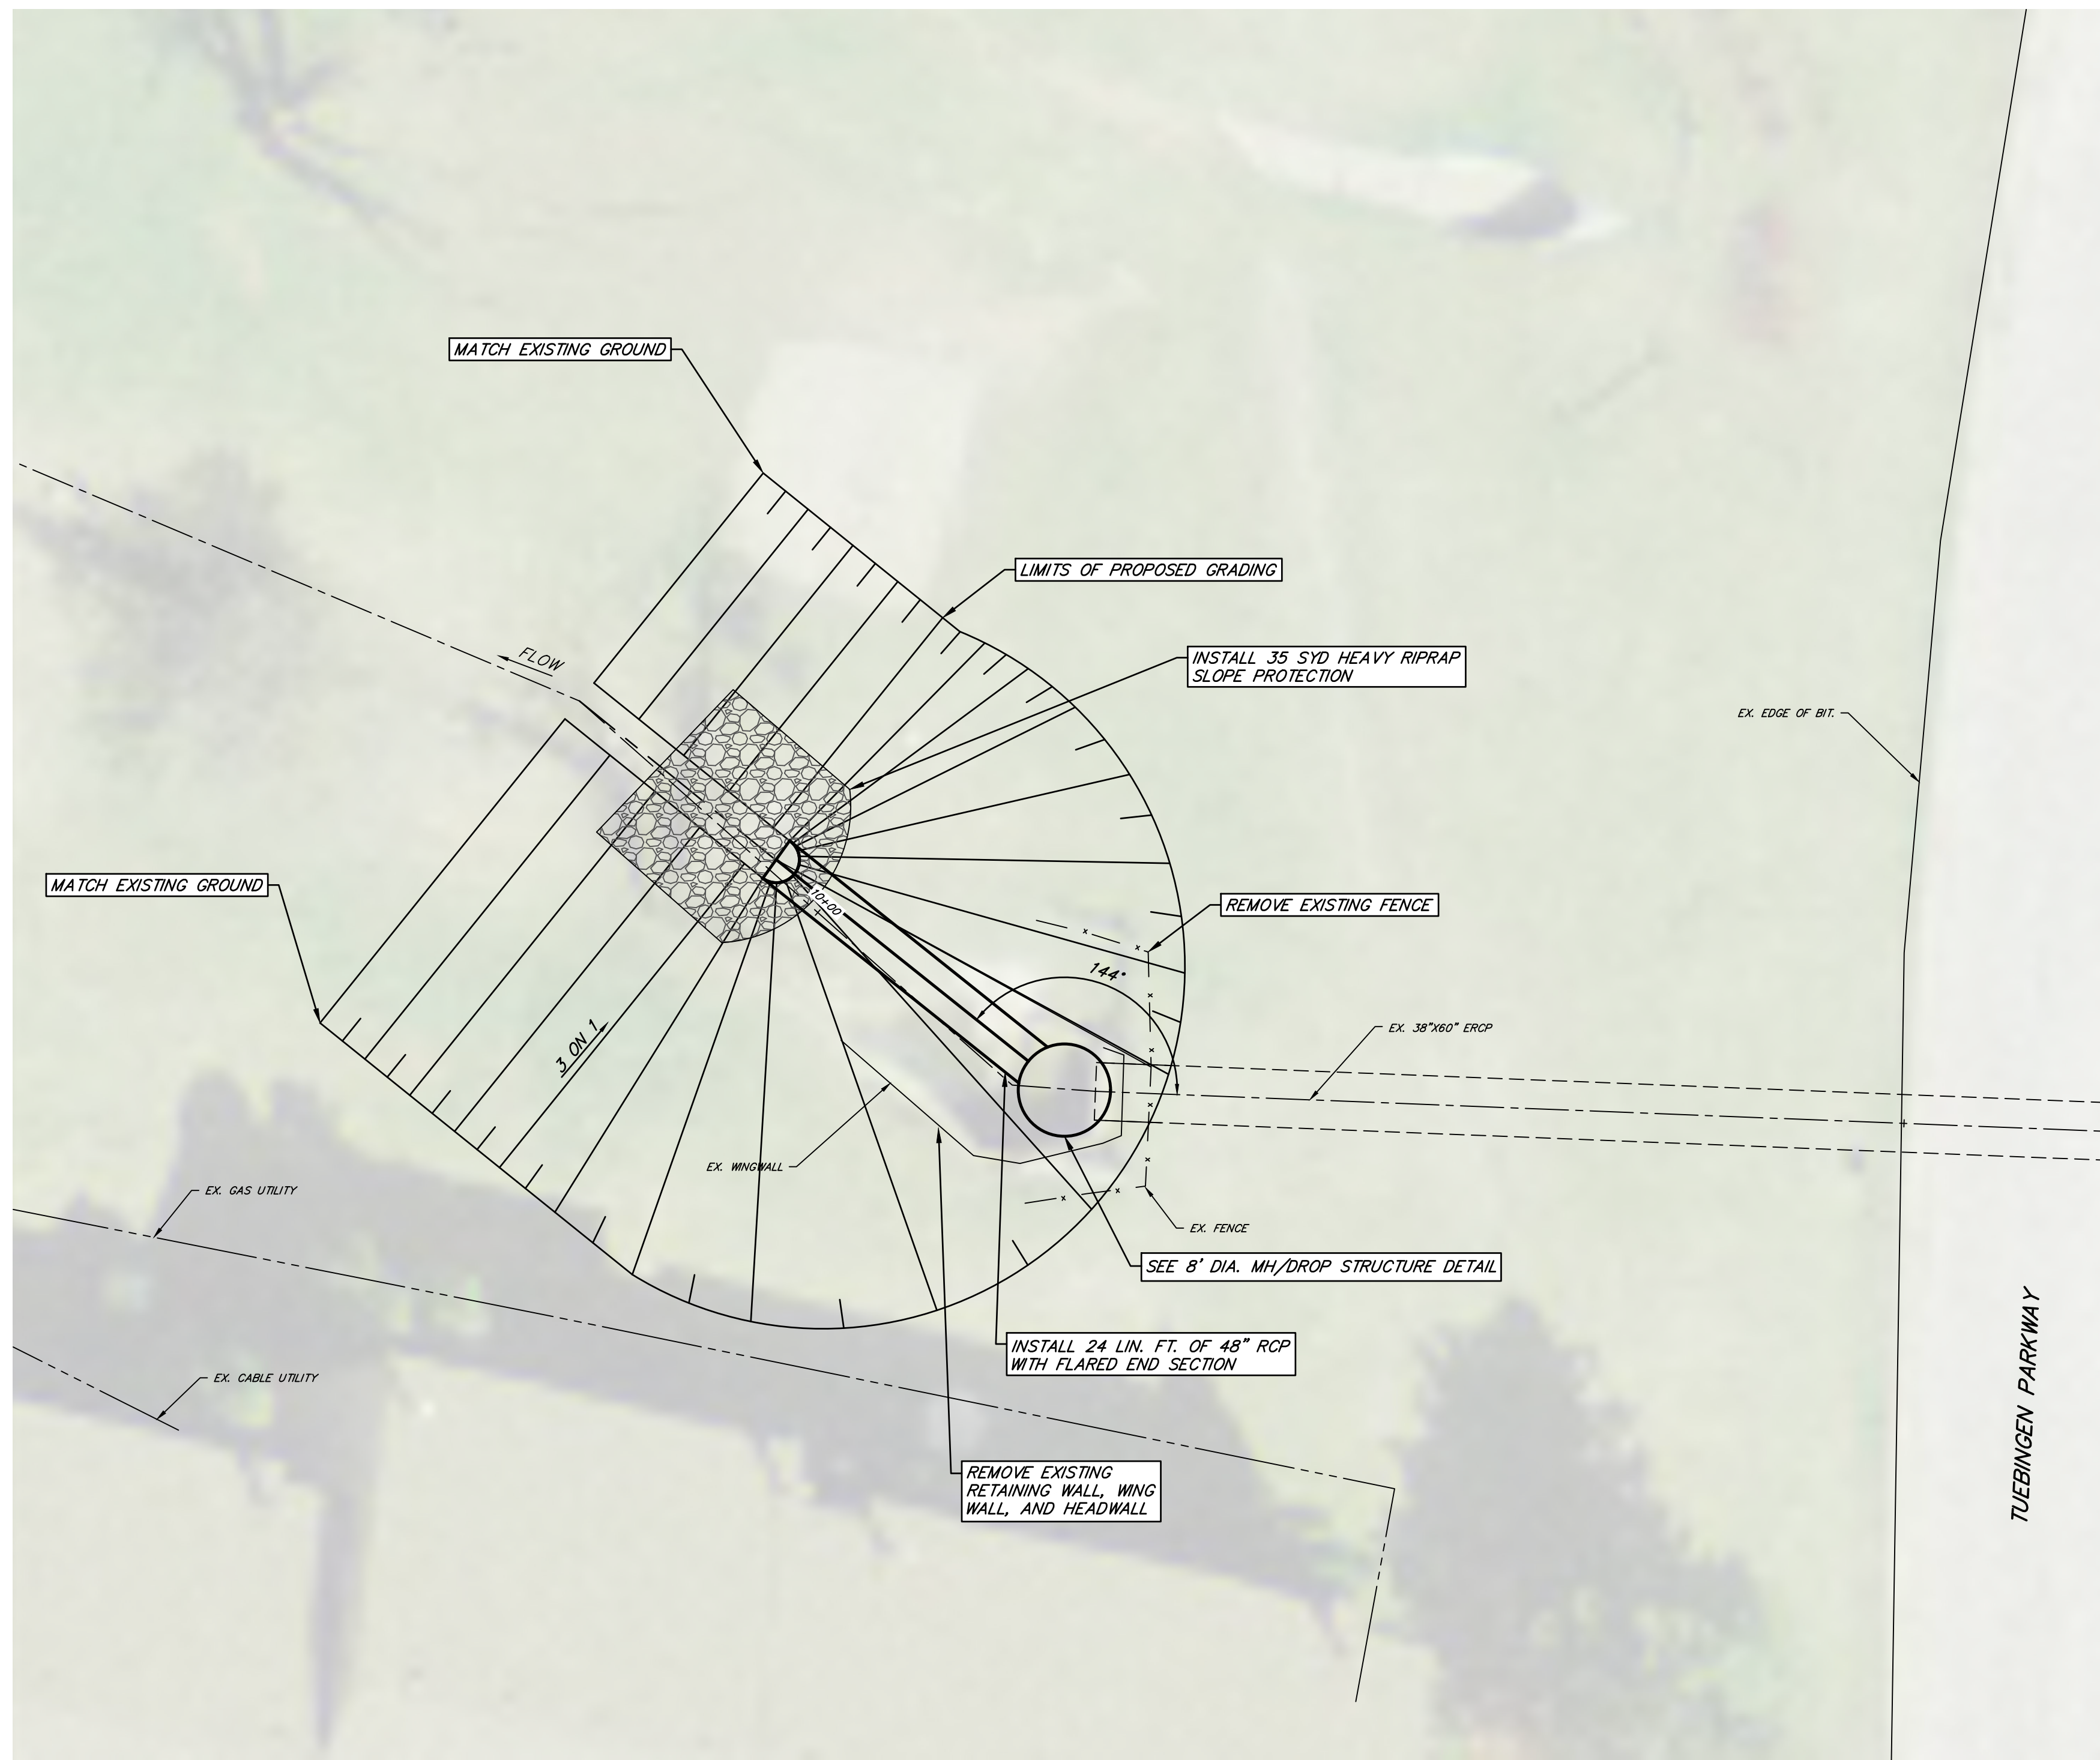 MATCH EXISTING GROUND
LIMITS OF PROPOSED GRADING
FLOW
INSTALL 35 SYD HEAVY RIPRAP
SLOPE PROTECTION
EX. EDGE OF BIT.
MATCH EXISTING GROUND
10+00
REMOVE EXISTING FENCE
144°
3 ON 1
EX. 38"X60" ERCP
EX. WINGWALL
EX. GAS UTILITY
EX. FENCE
SEE 8' DIA. MH/DROP STRUCTURE DETAIL
INSTALL 24 LIN. FT. OF 48" RCP
WITH FLARED END SECTION
EX. CABLE UTILITY
REMOVE EXISTING
RETAINING WALL, WING
WALL, AND HEADWALL
TUEBINGEN PARKWAY